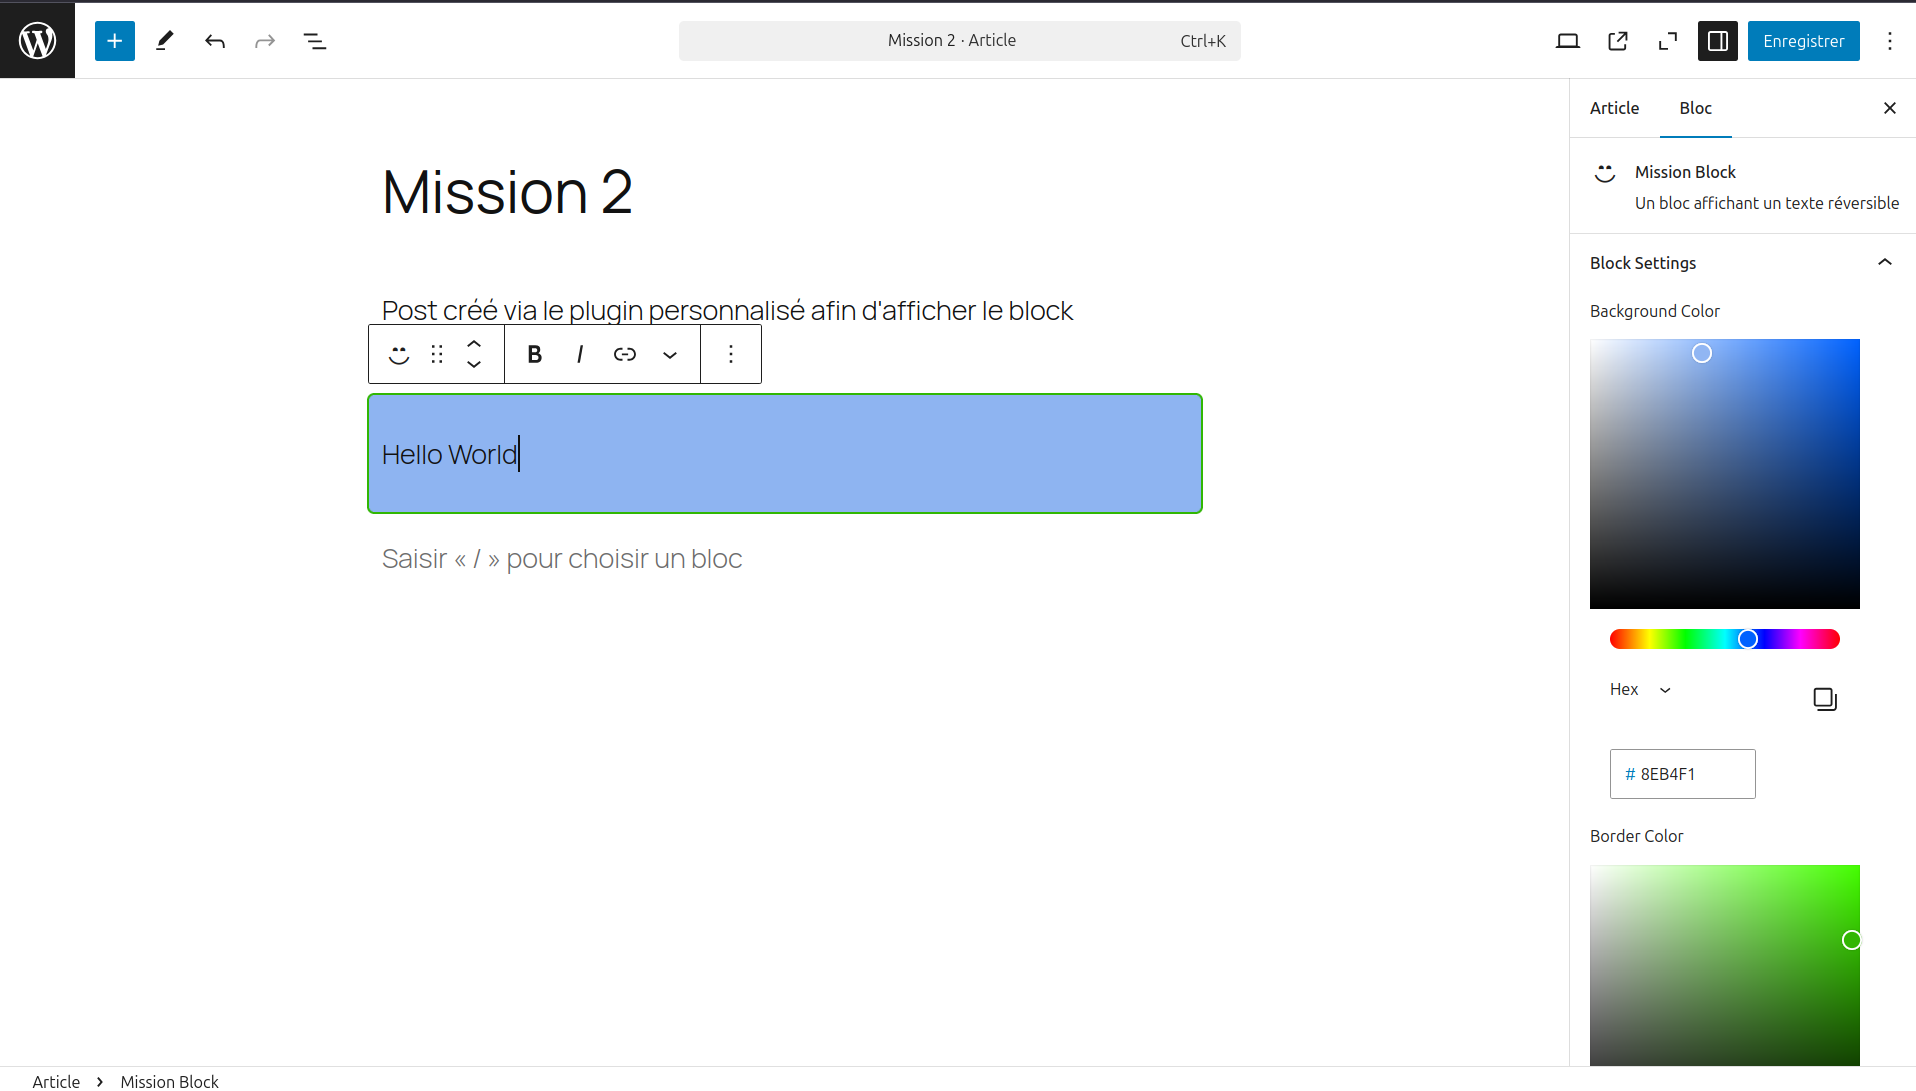 Mission 2 · Article Ctrl+K
Enregistrer
Article Bloc
Mission Block
Un bloc affichant un texte réversible
Block Settings
Background Color
Hex
# 8EB4F1
Border Color
Mission 2
Post créé via le plugin personnalisé afin d'afficher le block
B I
Hello World
Saisir « / » pour choisir un bloc
Article > Mission Block